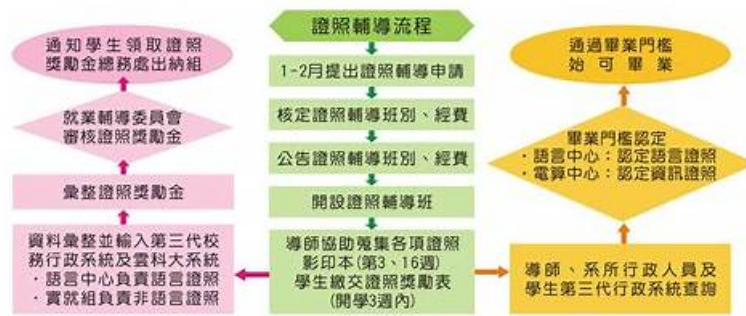 證照輔導流程
1-2月提出證照輔導申請
核定證照輔導班別、經費
公告證照輔導班別、經費
開設證照輔導班
導師協助蒐集各項證照
影印本(第3、16週)
學生繳交證照獎勵表
(開學3週內)
資料彙整並輸入第三代校
務行政系統及雲科大系統
・語言中心負責語言證照
・實就組負責非語言證照
彙整證照獎勵金
就業輔導委員會
審核證照獎勵金
通知學生領取證照
獎勵金總務處出納組
導師、系所行政人員及
學生第三代行政系統查詢
畢業門檻認定
・語言中心：認定語言證照
・電算中心：認定資訊證照
通過畢業門檻
始可畢業